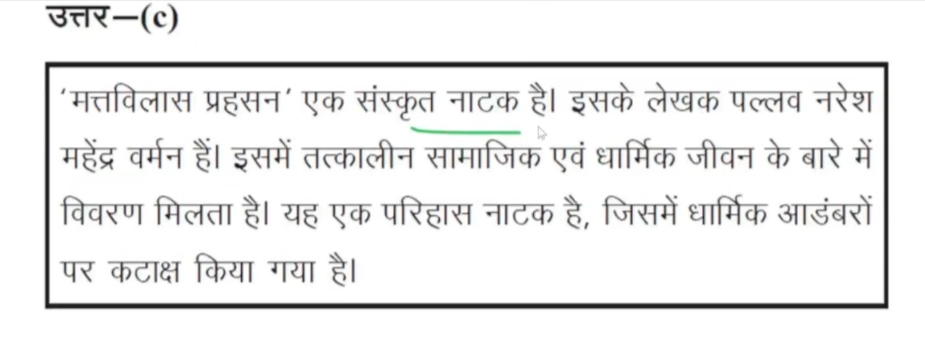 उत्तर–(c)
‘मत्तविलास प्रहसन’ एक संस्कृत नाटक है। इसके लेखक पल्लव नरेश
महेंद्र वर्मन हैं। इसमें तत्कालीन सामाजिक एवं धार्मिक जीवन के बारे में
विवरण मिलता है। यह एक परिहास नाटक है, जिसमें धार्मिक आडंबरों
पर कटाक्ष किया गया है।